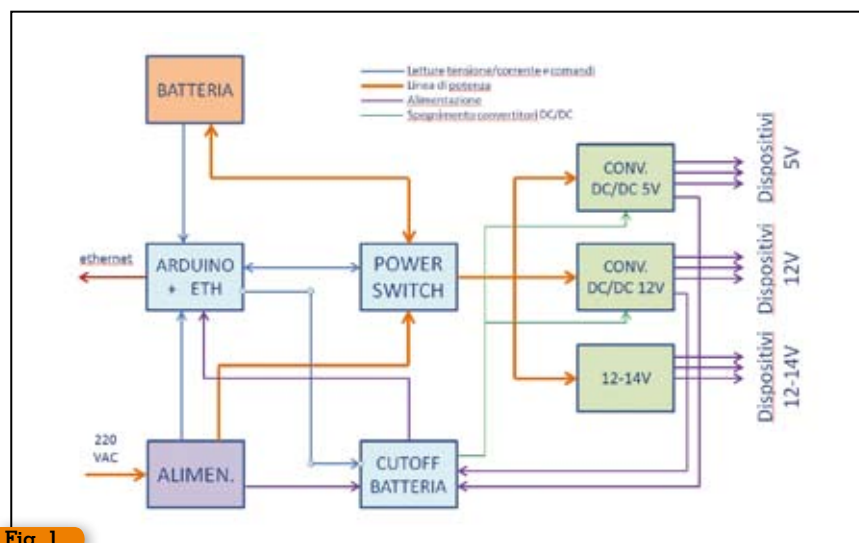 BATTERIA
Letture tensione/corrente e comandi
Linea di potenza
Alimentazione
Spegnimento convertitori DC/DC
CONV.
DC/DC 5V
Dispositivi
5V
ethernet
ARDUINO
+ ETH
POWER
SWITCH
CONV.
DC/DC 12V
Dispositivi
12V
12-14V
Dispositivi
12-14V
220
VAC
ALIMEN.
CUTOFF
BATTERIA
Fig. 1